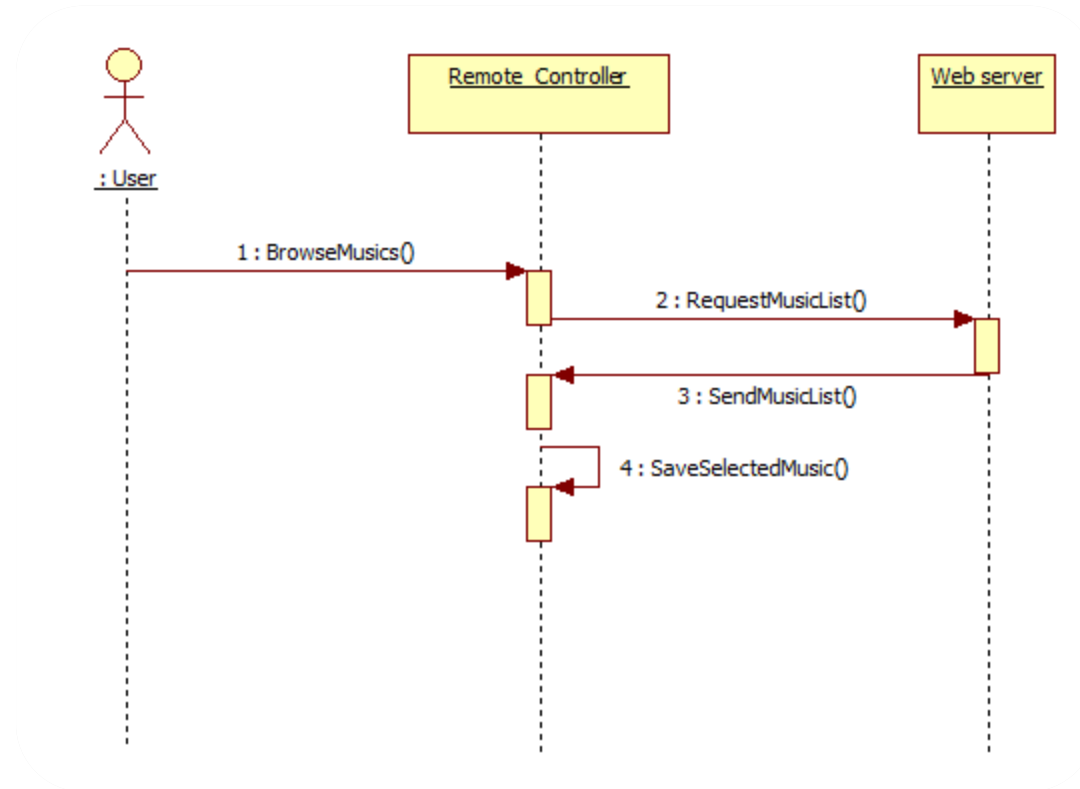 Remote_Controller
Web server
: User
1 : BrowseMusics()
2 : RequestMusicList()
3 : SendMusicList()
4 : SaveSelectedMusic()